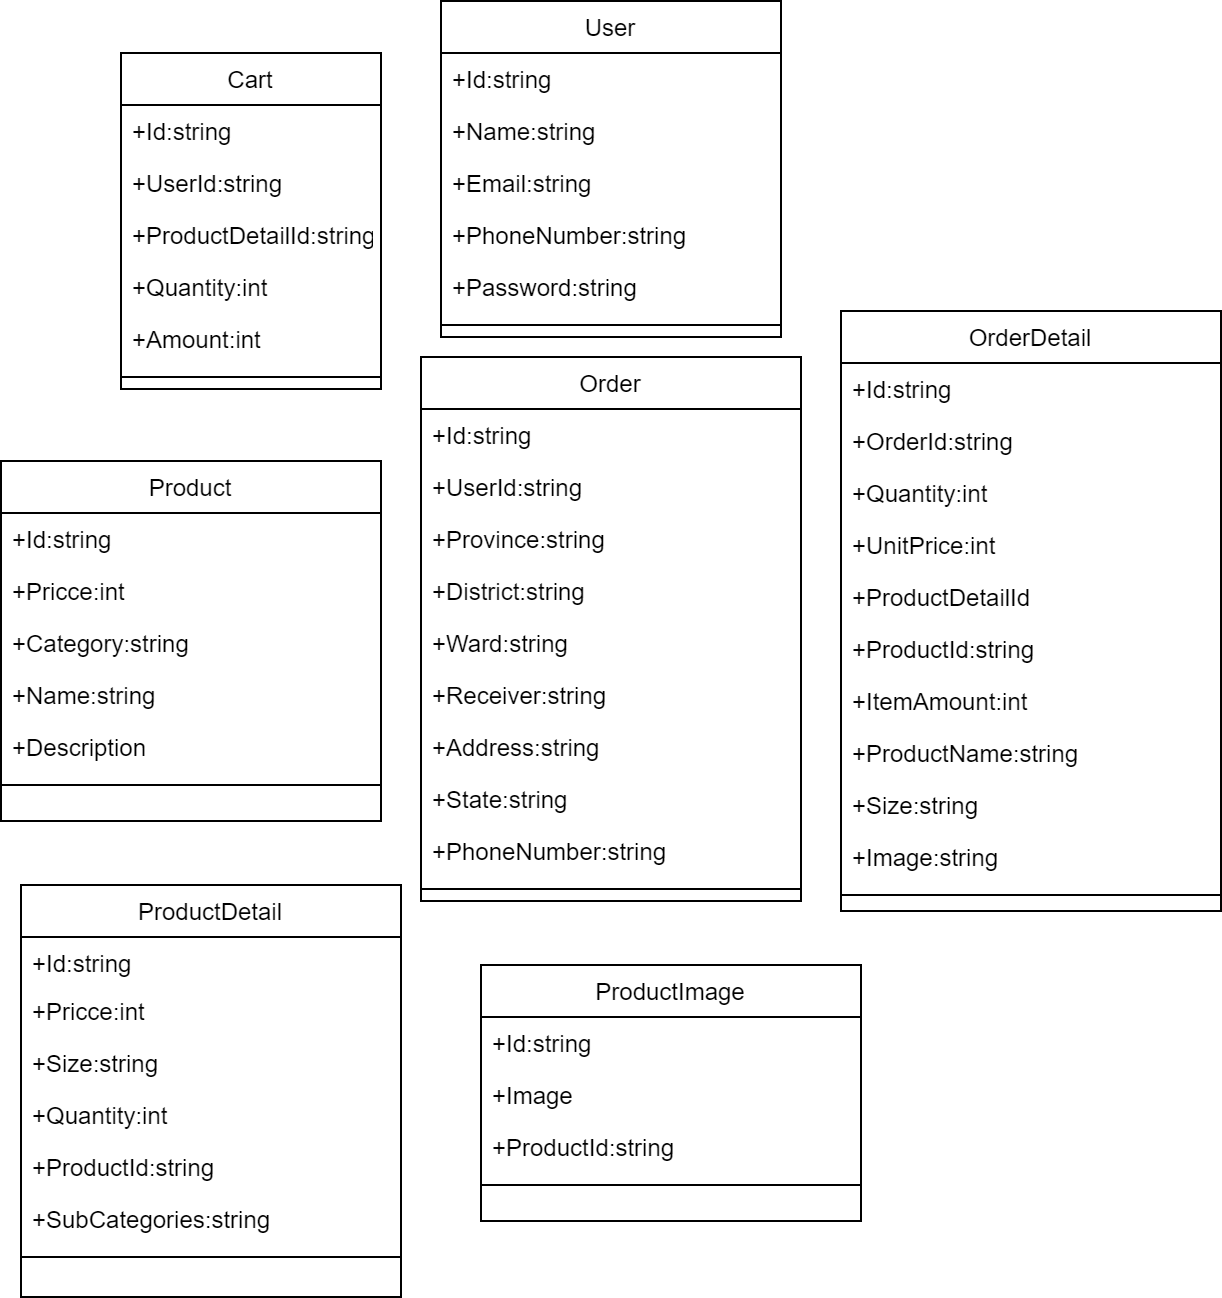 User
+Id:string
+Name:string
+Email:string
+PhoneNumber:string
+Password:string
Cart
+Id:string
+UserId:string
+ProductDetailId:string
+Quantity:int
+Amount:int
OrderDetail
+Id:string
+OrderId:string
+Quantity:int
+UnitPrice:int
+ProductDetailId
+ProductId:string
+ItemAmount:int
+ProductName:string
+Size:string
+Image:string
Order
+Id:string
+UserId:string
+Province:string
+District:string
+Ward:string
+Receiver:string
+Address:string
+State:string
+PhoneNumber:string
Product
+Id:string
+Pricce:int
+Category:string
+Name:string
+Description
ProductDetail
+Id:string
+Pricce:int
+Size:string
+Quantity:int
+ProductId:string
+SubCategories:string
ProductImage
+Id:string
+Image
+ProductId:string